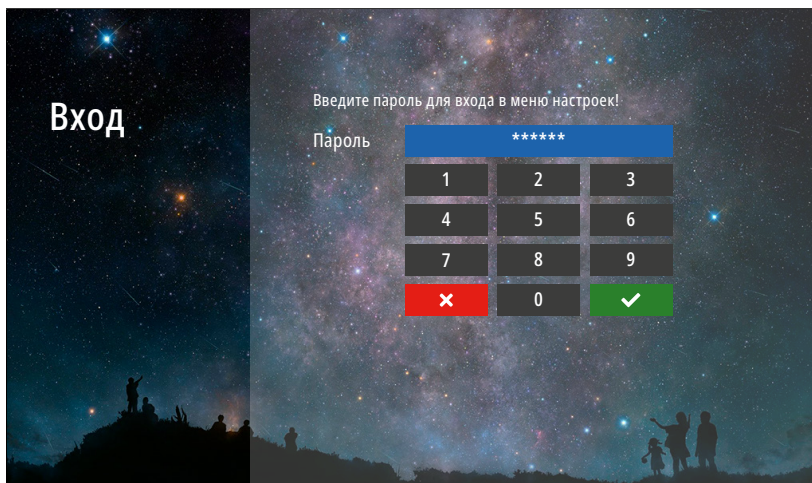 Вход
Введите пароль для входа в меню настроек!
Пароль
******
1 2 3
4 5 6
7 8 9
0